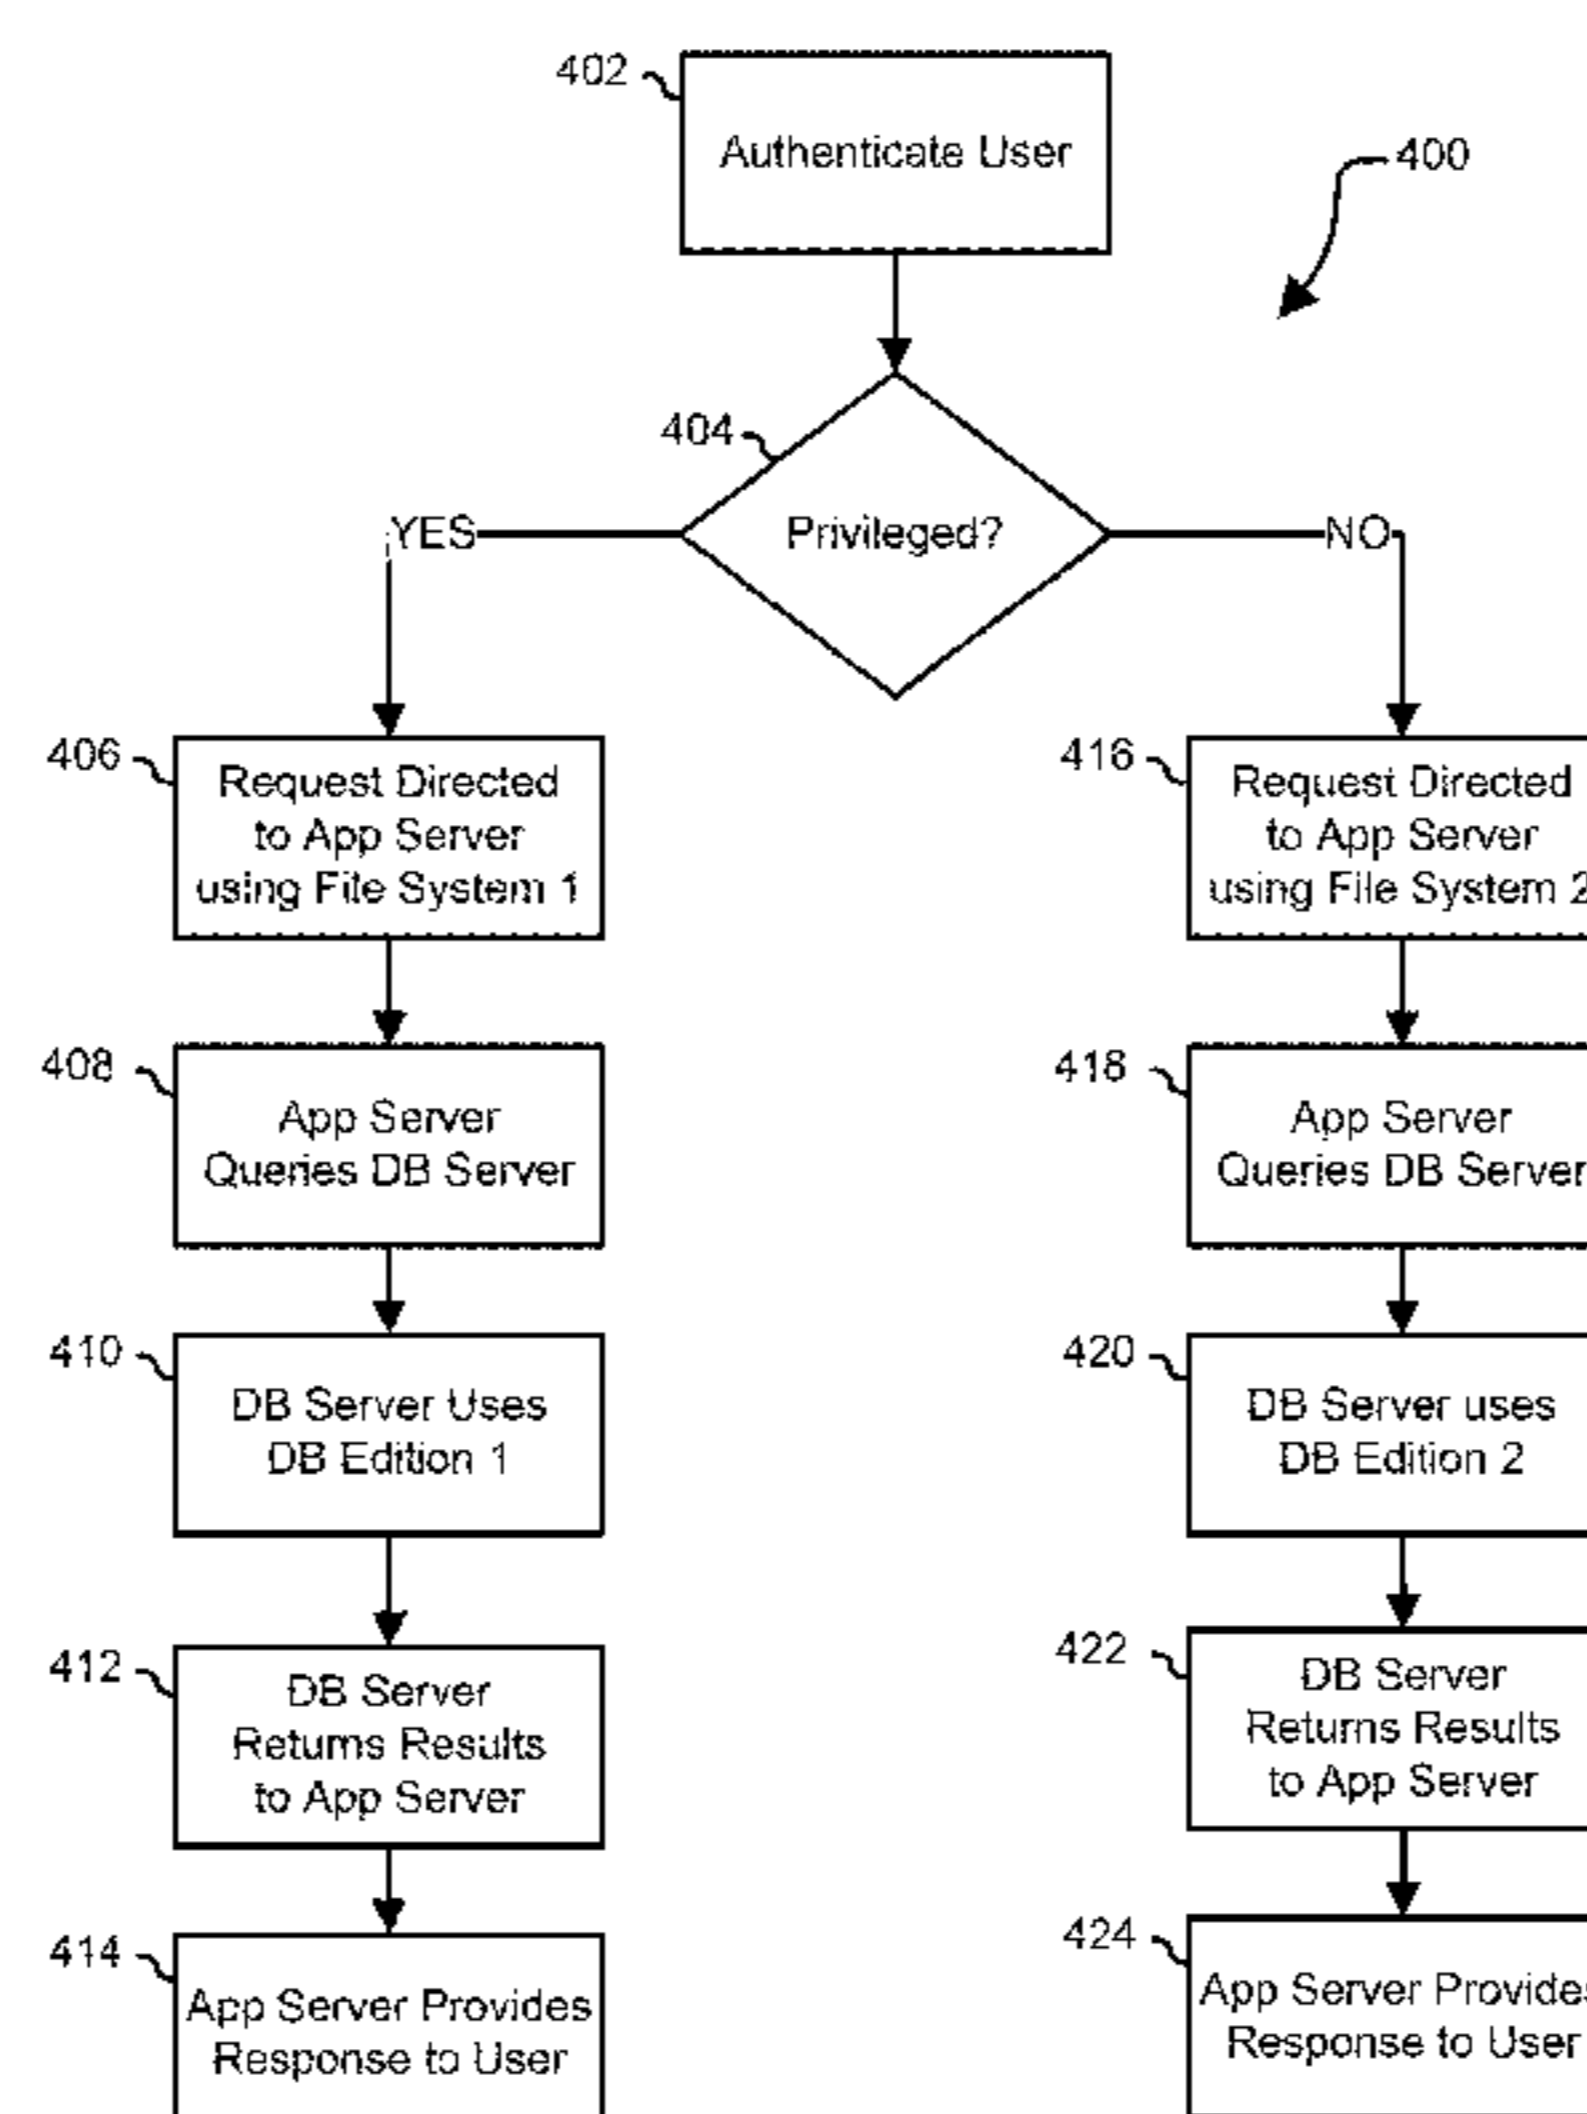 402
Authenticate User
400
404
Privileged?
YES
NO
406
Request Directed
to App Server
using File System 1
416
Request Directed
to App Server
using File System 2
408
App Server
Queries DB Server
418
App Server
Queries DB Server
410
DB Server Uses
DB Edition 1
420
DB Server uses
DB Edition 2
412
DB Server
Returns Results
to App Server
422
DB Server
Returns Results
to App Server
414
App Server Provides
Response to User
424
App Server Provides
Response to User